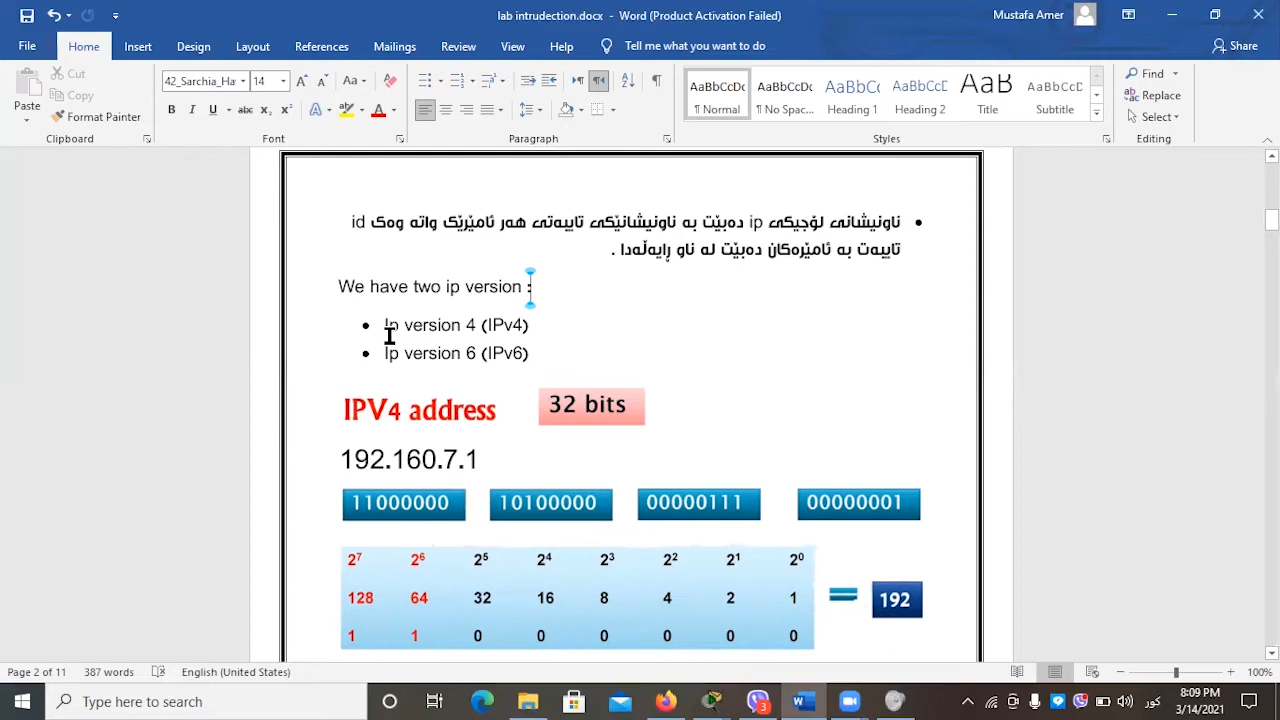 lab intrudection.docx - Word (Product Activation Failed)
Mustafa Amer
File Home Insert Design Layout References Mailings Review View Help Tell me what you want to do Share
Paste
Cut
Copy
Format Painter
42_Sarchia_Ha 14
B I U abc x₂ x²
Clipboard Font Paragraph Styles Editing
AaBbCcDc AaBbCcDc AaBbCc AaBbCcD AaB AaBbCcD
¶ Normal ¶ No Spac... Heading 1 Heading 2 Title Subtitle
Find
Replace
Select
• ناونیشانی لۆجیکی ip دەبێت بە ناونیشانێکی تایبەتی هەر ئامێرێک واتە وەک id
تایبەت بە ئامێرەکان دەبێت لە ناو ڕایەڵەدا .
We have two ip version :
• Ip version 4 (IPv4)
• Ip version 6 (IPv6)
IPV4 address 32 bits
192.160.7.1
11000000 10100000 00000111 00000001
2⁷ 2⁶ 2⁵ 2⁴ 2³ 2² 2¹ 2⁰
128 64 32 16 8 4 2 1 = 192
1 1 0 0 0 0 0 0
Page 2 of 11 387 words English (United States) 100%
Type here to search
3
کور
8:09 PM
3/14/2021